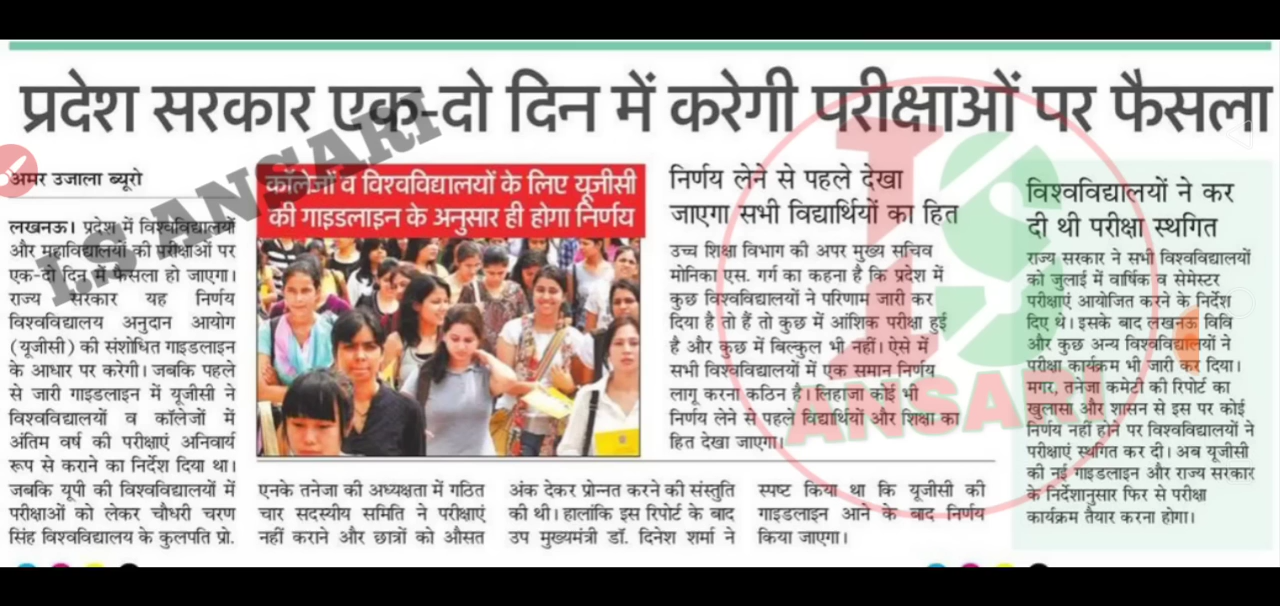 प्रदेश सरकार एक-दो दिन में करेगी परीक्षाओं पर फैसला
अमर उजाला ब्यूरो
लखनऊ। प्रदेश में विश्वविद्यालयों
और महाविद्यालयों की परीक्षाओं पर
एक-दो दिन में फैसला हो जाएगा।
राज्य सरकार यह निर्णय
विश्वविद्यालय अनुदान आयोग
(यूजीसी) की संशोधित गाइडलाइन
के आधार पर करेगी। जबकि पहले
से जारी गाइडलाइन में यूजीसी ने
विश्वविद्यालयों व कॉलेजों में
अंतिम वर्ष की परीक्षाएं अनिवार्य
रूप से कराने का निर्देश दिया था।
जबकि यूपी की विश्वविद्यालयों में
परीक्षाओं को लेकर चौधरी चरण
सिंह विश्वविद्यालय के कुलपति प्रो.
कॉलेजों व विश्वविद्यालयों के लिए यूजीसी
की गाइडलाइन के अनुसार ही होगा निर्णय
एनके तनेजा की अध्यक्षता में गठित
चार सदस्यीय समिति ने परीक्षाएं
नहीं कराने और छात्रों को औसत
अंक देकर प्रोन्नत करने की संस्तुति
की थी। हालांकि इस रिपोर्ट के बाद
उप मुख्यमंत्री डॉ. दिनेश शर्मा ने
स्पष्ट किया था कि यूजीसी की
गाइडलाइन आने के बाद निर्णय
किया जाएगा।
निर्णय लेने से पहले देखा
जाएगा सभी विद्यार्थियों का हित
उच्च शिक्षा विभाग की अपर मुख्य सचिव
मोनिका एस. गर्ग का कहना है कि प्रदेश में
कुछ विश्वविद्यालयों ने परिणाम जारी कर
दिया है तो हैं तो कुछ में आंशिक परीक्षा हुई
है और कुछ में बिल्कुल भी नहीं। ऐसे में
सभी विश्वविद्यालयों में एक समान निर्णय
लागू करना कठिन है। लिहाजा कोई भी
निर्णय लेने से पहले विद्यार्थियों और शिक्षा का
हित देखा जाएगा।
विश्वविद्यालयों ने कर
दी थी परीक्षा स्थगित
राज्य सरकार ने सभी विश्वविद्यालयों
को जुलाई में वार्षिक व सेमेस्टर
परीक्षाएं आयोजित करने के निर्देश
दिए थे। इसके बाद लखनऊ विवि
और कुछ अन्य विश्वविद्यालयों ने
परीक्षा कार्यक्रम भी जारी कर दिया।
मगर, तनेजा कमेटी की रिपोर्ट का
खुलासा और शासन से इस पर कोई
निर्णय नहीं होने पर विश्वविद्यालयों ने
परीक्षाएं स्थगित कर दी। अब यूजीसी
की नई गाइडलाइन और राज्य सरकार
के निर्देशानुसार फिर से परीक्षा
कार्यक्रम तैयार करना होगा।
I.S ANSARI
IS
ANSARI